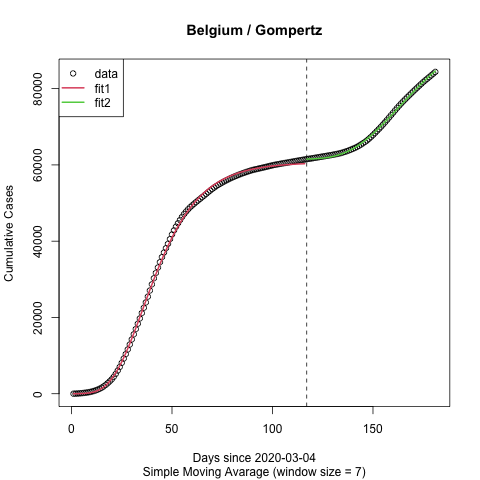 Belgium / Gompertz
data
fit1
fit2
Cumulative Cases
0
20000
40000
60000
80000
0
50
100
150
Days since 2020-03-04
Simple Moving Avarage (window size = 7)